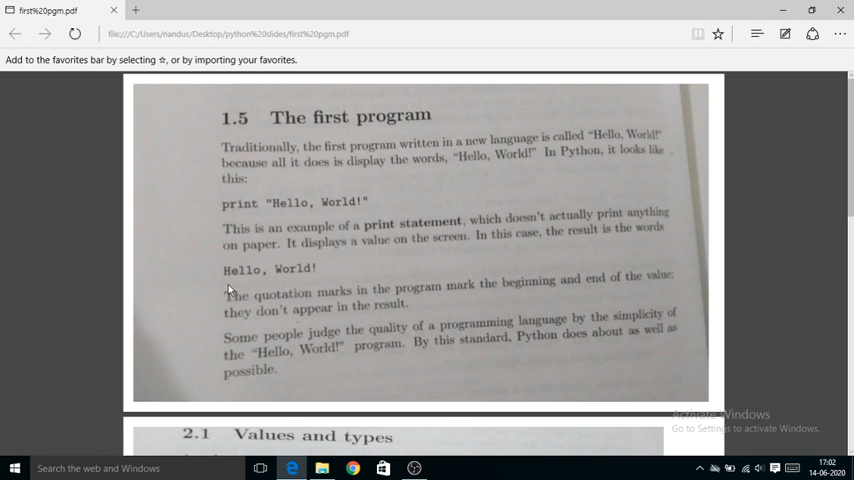 first%20pgm.pdf
file:///C:/Users/nandus/Desktop/python%20slides/first%20pgm.pdf
Add to the favorites bar by selecting ☆, or by importing your favorites.
1.5 The first program
Traditionally, the first program written in a new language is called “Hello, World!”
because all it does is display the words, “Hello, World!” In Python, it looks like
this:
print "Hello, World!"
This is an example of a print statement, which doesn't actually print anything
on paper. It displays a value on the screen. In this case, the result is the words
Hello, World!
The quotation marks in the program mark the beginning and end of the value;
they don't appear in the result.
Some people judge the quality of a programming language by the simplicity of
the “Hello, World!” program. By this standard, Python does about as well as
possible.
Activate Windows
Go to Settings to activate Windows.
2.1 Values and types
Search the web and Windows
17:02
14-06-2020